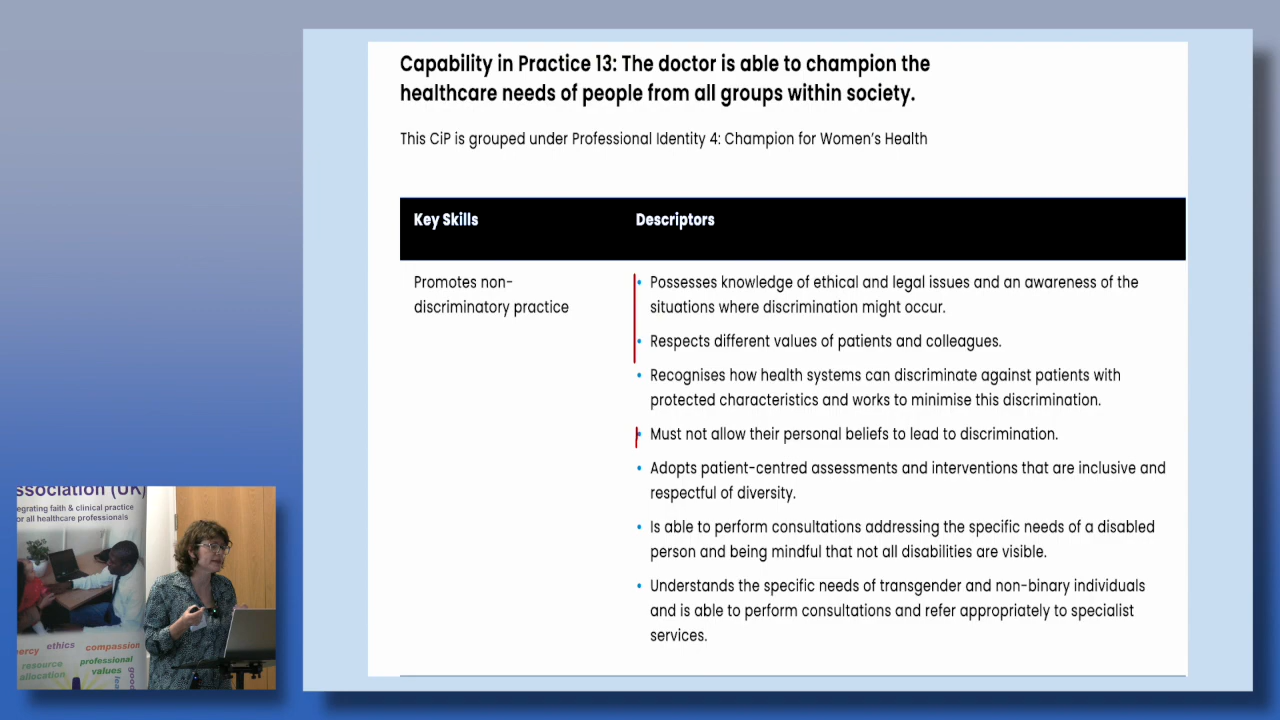 Capability in Practice 13: The doctor is able to champion the
healthcare needs of people from all groups within society.
This CiP is grouped under Professional Identity 4: Champion for Women's Health
Key Skills
Descriptors
Promotes non-
discriminatory practice
• Possesses knowledge of ethical and legal issues and an awareness of the
situations where discrimination might occur.
• Respects different values of patients and colleagues.
• Recognises how health systems can discriminate against patients with
protected characteristics and works to minimise this discrimination.
• Must not allow their personal beliefs to lead to discrimination.
• Adopts patient-centred assessments and interventions that are inclusive and
respectful of diversity.
• Is able to perform consultations addressing the specific needs of a disabled
person and being mindful that not all disabilities are visible.
• Understands the specific needs of transgender and non-binary individuals
and is able to perform consultations and refer appropriately to specialist
services.
ssociation (UK)
egrating faith & clinical practice
or all healthcare professionals
ercy ethics compassion
resource professional
allocation values